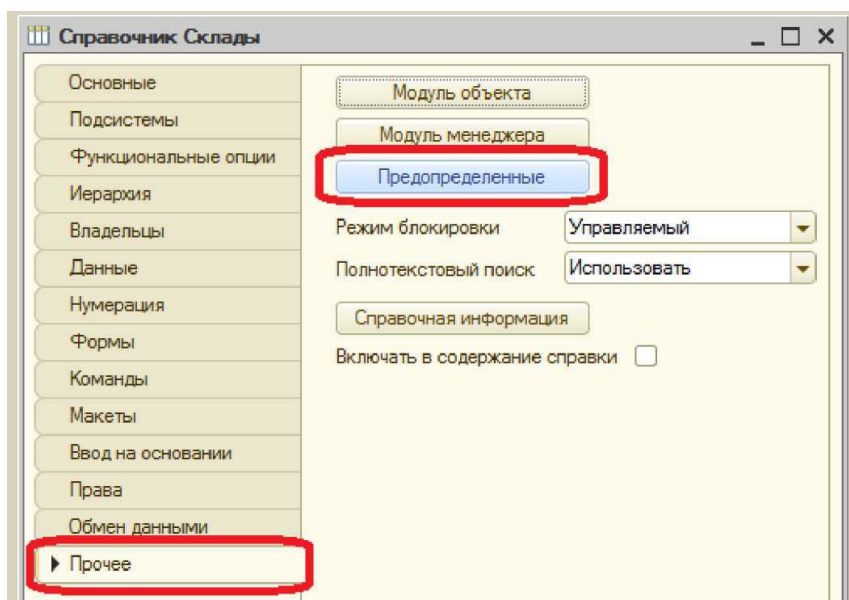 Справочник Склады
Основные
Подсистемы
Функциональные опции
Иерархия
Владельцы
Данные
Нумерация
Формы
Команды
Макеты
Ввод на основании
Права
Обмен данными
Прочее
Модуль объекта
Модуль менеджера
Предопределенные
Режим блокировки Управляемый
Полнотекстовый поиск Использовать
Справочная информация
Включать в содержание справки